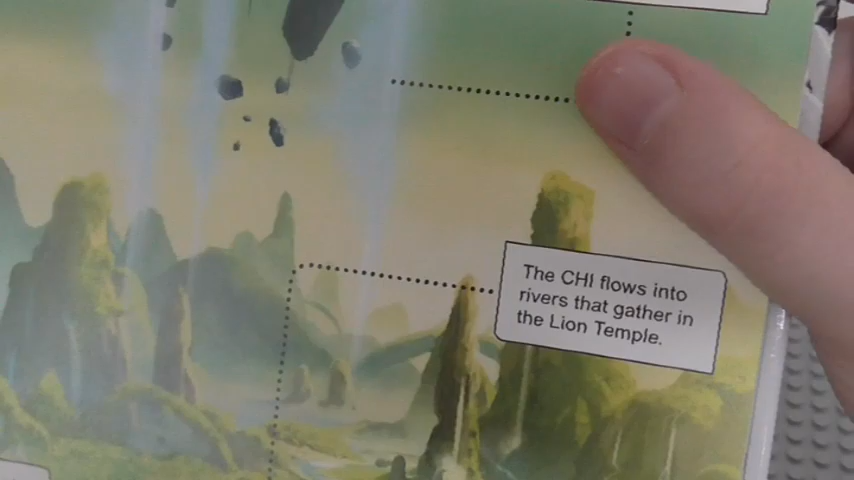 The CHI flows into
rivers that gather in
the Lion Temple.